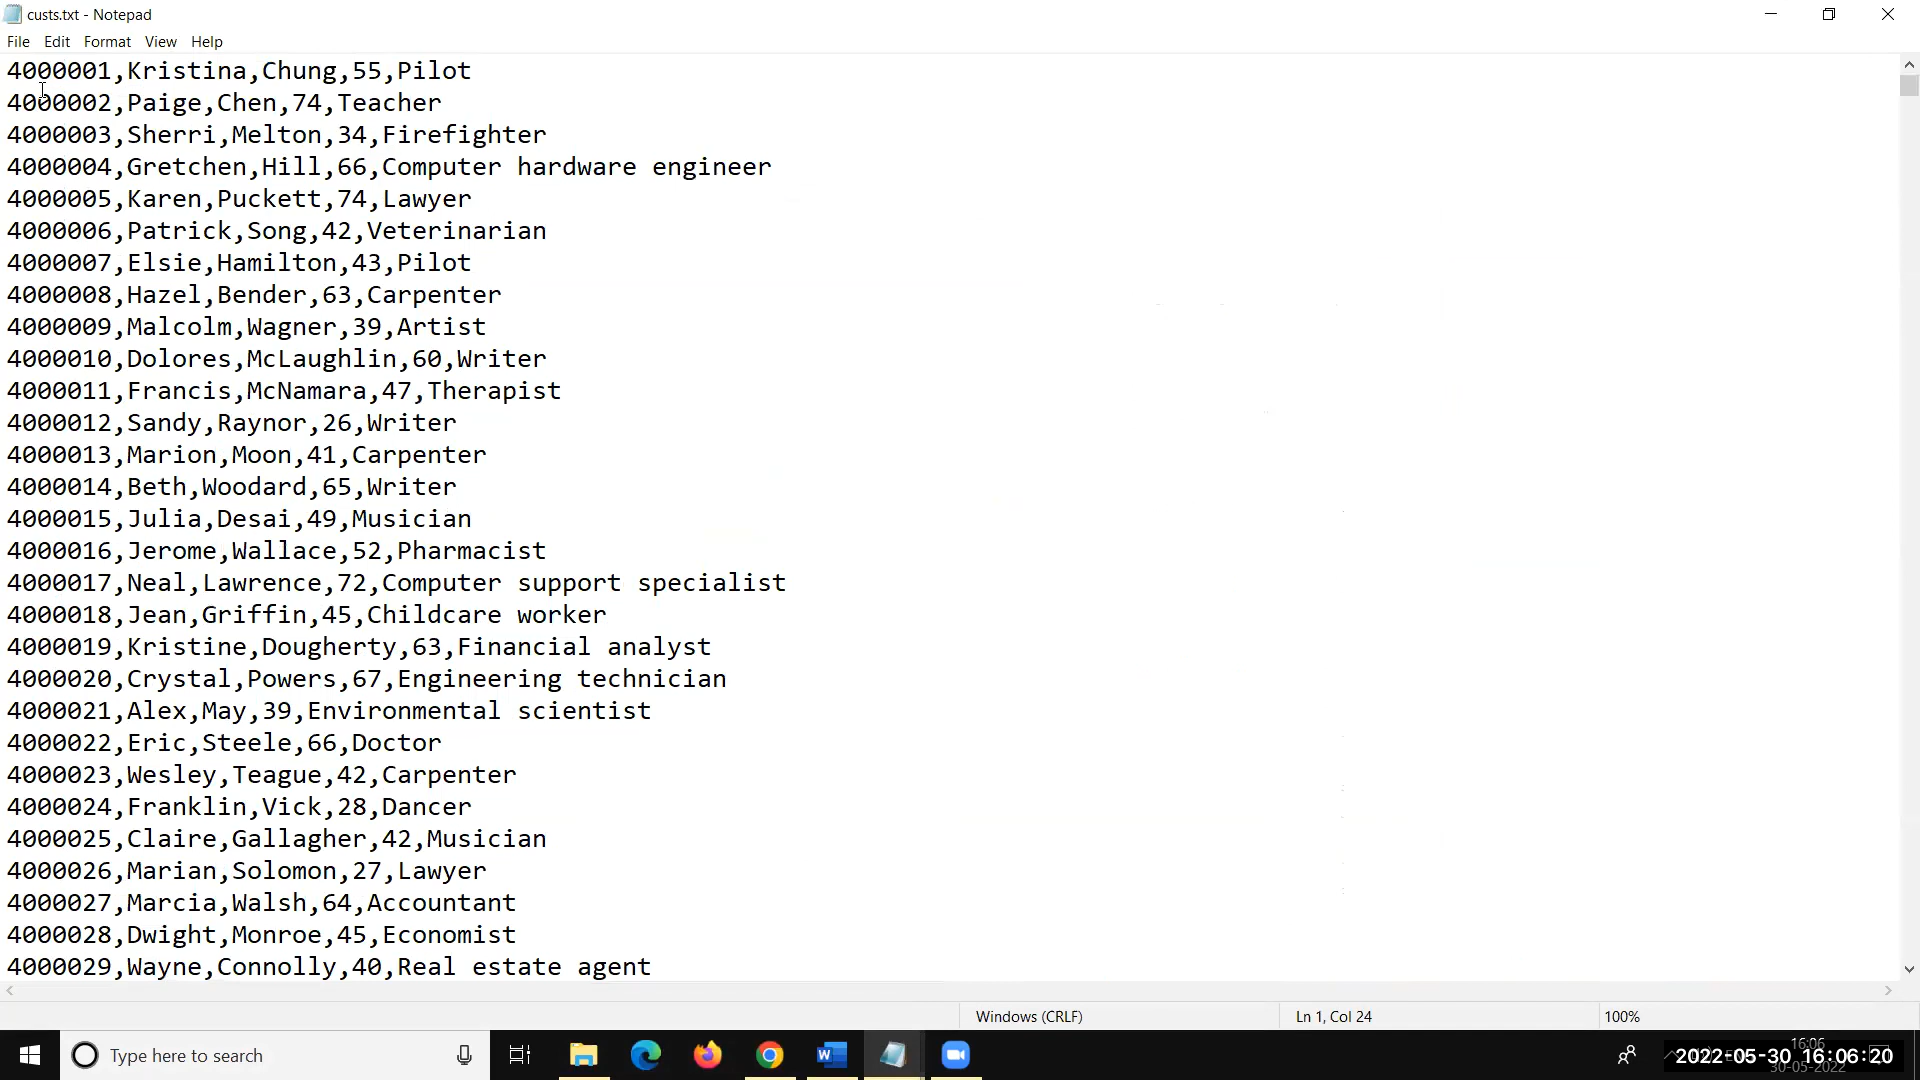 custs.txt - Notepad
File Edit Format View Help
4000001,Kristina,Chung,55,Pilot
4000002,Paige,Chen,74,Teacher
4000003,Sherri,Melton,34,Firefighter
4000004,Gretchen,Hill,66,Computer hardware engineer
4000005,Karen,Puckett,74,Lawyer
4000006,Patrick,Song,42,Veterinarian
4000007,Elsie,Hamilton,43,Pilot
4000008,Hazel,Bender,63,Carpenter
4000009,Malcolm,Wagner,39,Artist
4000010,Dolores,McLaughlin,60,Writer
4000011,Francis,McNamara,47,Therapist
4000012,Sandy,Raynor,26,Writer
4000013,Marion,Moon,41,Carpenter
4000014,Beth,Woodard,65,Writer
4000015,Julia,Desai,49,Musician
4000016,Jerome,Wallace,52,Pharmacist
4000017,Neal,Lawrence,72,Computer support specialist
4000018,Jean,Griffin,45,Childcare worker
4000019,Kristine,Dougherty,63,Financial analyst
4000020,Crystal,Powers,67,Engineering technician
4000021,Alex,May,39,Environmental scientist
4000022,Eric,Steele,66,Doctor
4000023,Wesley,Teague,42,Carpenter
4000024,Franklin,Vick,28,Dancer
4000025,Claire,Gallagher,42,Musician
4000026,Marian,Solomon,27,Lawyer
4000027,Marcia,Walsh,64,Accountant
4000028,Dwight,Monroe,45,Economist
4000029,Wayne,Connolly,40,Real estate agent
Windows (CRLF) Ln 1, Col 24 100%
Type here to search
16:06
2022-05-30 16:06:20
30-05-2022